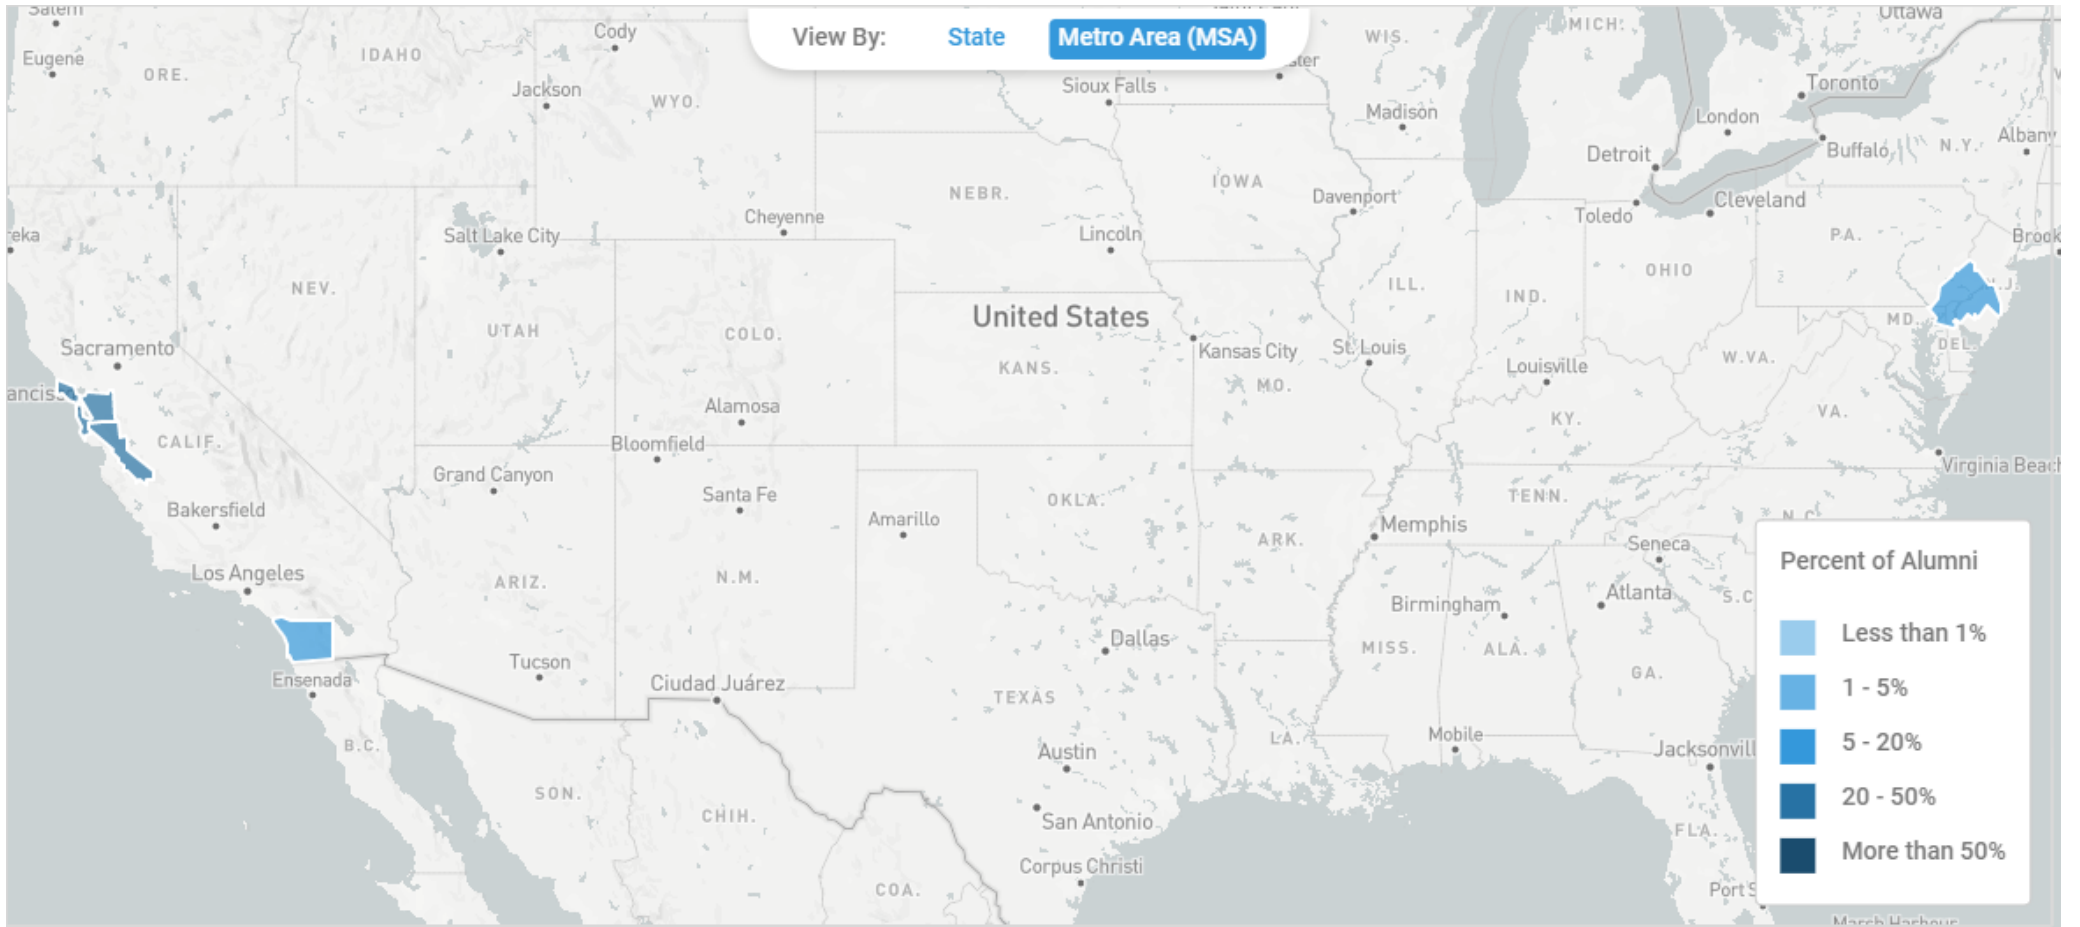 Salem
Eugene
ORE.
IDAHO
Cody
Jackson
WYO.
View By:
State
Metro Area (MSA)
Sioux Falls
WIS.
Madison
MICH.
Ottawa
Toronto
London
Detroit
Buffalo
N.Y.
Albany
NEBR.
IOWA
Davenport
Toledo
Cleveland
Cheyenne
Salt Lake City
Lincoln
PA.
OHIO
NEV.
UTAH
COLO.
United States
ILL.
IND.
MD.
DEL.
Sacramento
KANS.
Kansas City
MO.
St. Louis
Louisville
W.VA.
CALIF.
Alamosa
Bloomfield
KY.
VA.
Grand Canyon
Santa Fe
OKLA.
TENN.
Virginia Beach
Bakersfield
Amarillo
Memphis
N.C.
Los Angeles
ARIZ.
N.M.
ARK.
Seneca
Birmingham
Atlanta
S.C.
Percent of Alumni
Less than 1%
1 - 5%
5 - 20%
20 - 50%
More than 50%
Ensenada
Tucson
Ciudad Juárez
Dallas
TEXAS
MISS.
ALA.
GA.
B.C.
SON.
CHIH.
COA.
Austin
San Antonio
Corpus Christi
LA.
Mobile
Jacksonvill
FLA.
Port S
Marsh Harbour